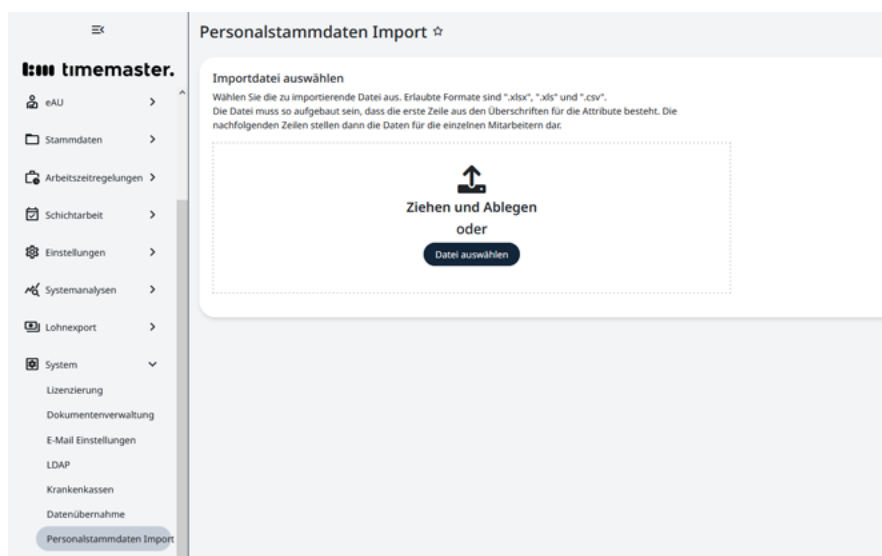 Personalstammdaten Import
timemaster.
eAU
Stammdaten
Arbeitszeitregelungen
Schichtarbeit
Einstellungen
Systemanalysen
Lohnexport
System
Lizenzierung
Dokumentenverwaltung
E-Mail Einstellungen
LDAP
Krankenkassen
Datenübernahme
Personalstammdaten Import
Importdatei auswählen
Wählen Sie die zu importierende Datei aus. Erlaubte Formate sind ".xlsx", ".xls" und ".csv".
Die Datei muss so aufgebaut sein, dass die erste Zeile aus den Überschriften für die Attribute besteht. Die
nachfolgenden Zeilen stellen dann die Daten für die einzelnen Mitarbeitern dar.
Ziehen und Ablegen
oder
Datei auswählen